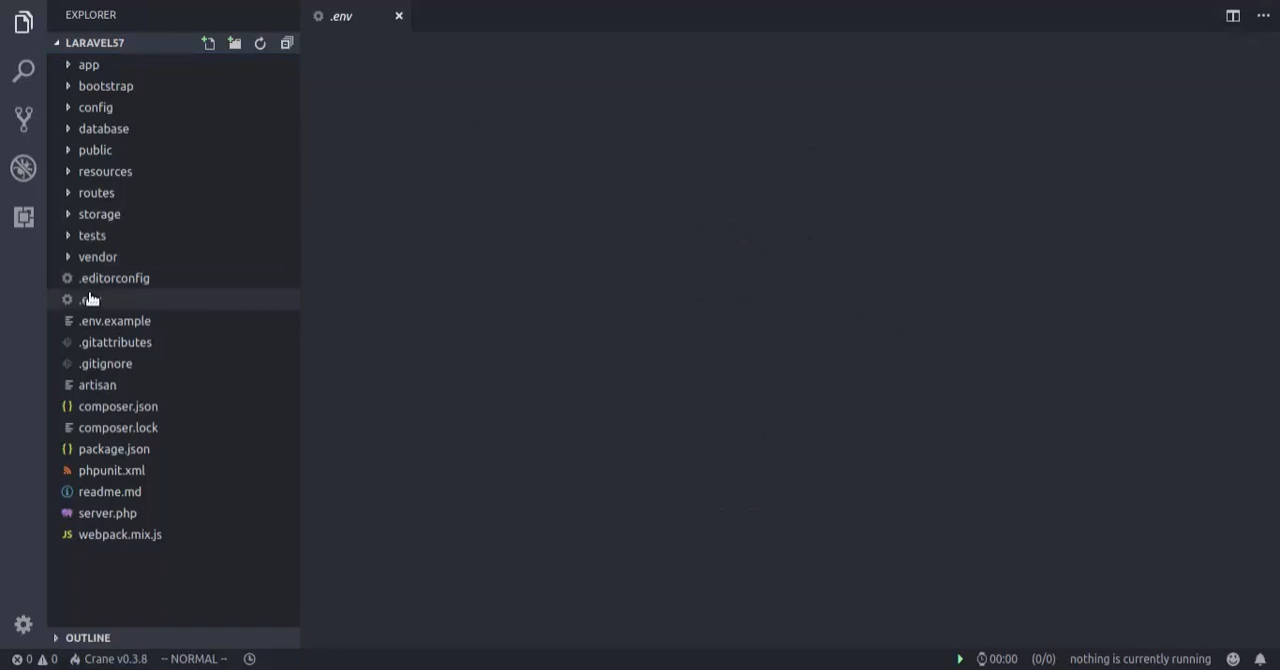 EXPLORER
.env
LARAVEL57
app
bootstrap
config
database
public
resources
routes
storage
tests
vendor
.editorconfig
.env.example
.gitattributes
.gitignore
artisan
{} composer.json
composer.lock
{} package.json
phpunit.xml
readme.md
server.php
JS webpack.mix.js
OUTLINE
0 0 Crane v0.3.8 -- NORMAL -- 00:00 (0/0) nothing is currently running